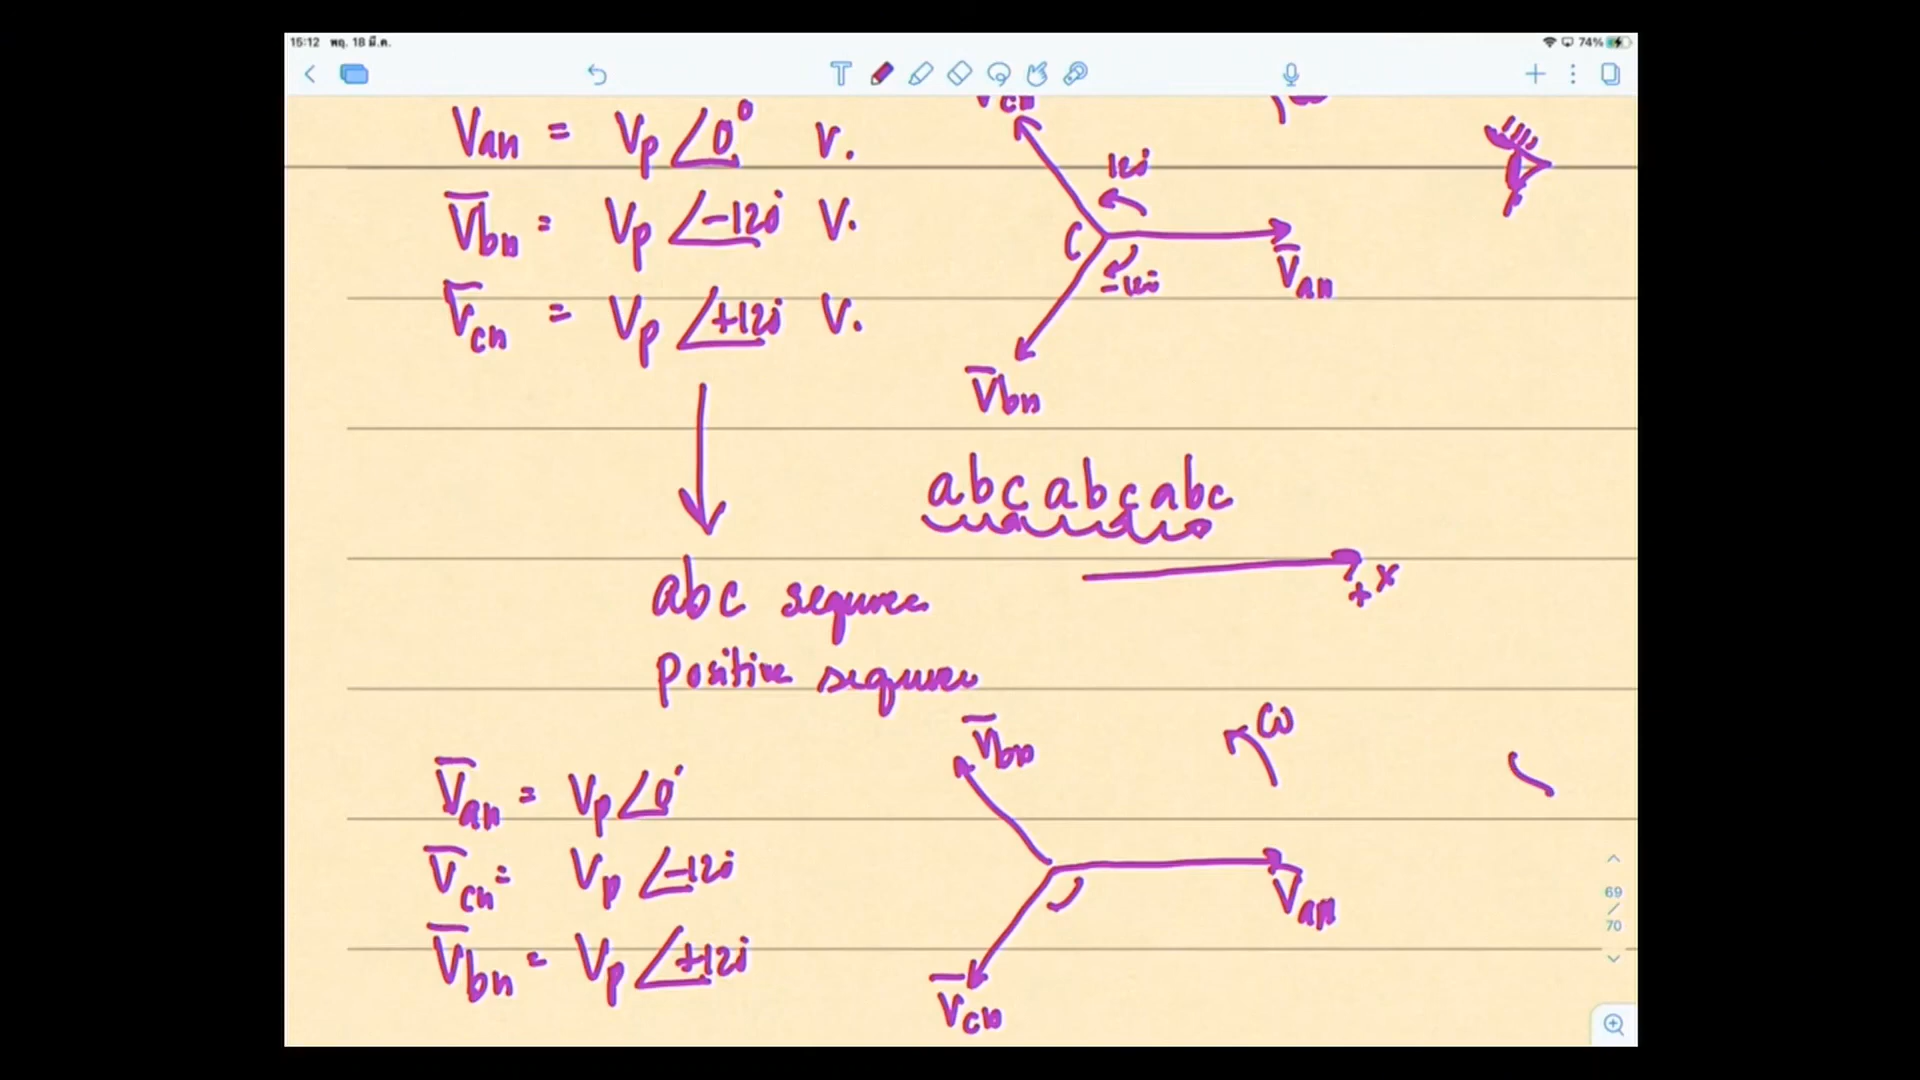 15:12 พฤ. 18 มี.ค. 74%
Van = Vp∠0° V.
V̅bn = Vp∠-120° V.
V̅cn = Vp∠+120° V.
Vcn
120°
C
-120°
V̅an
V̅bn
abcabcabc
+x
abc sequence
positive sequence
V̅an = Vp∠0°
V̅cn = Vp∠-120°
V̅bn = Vp∠+120°
V̅bn
ω
V̅an
V̅cn
69
/
70